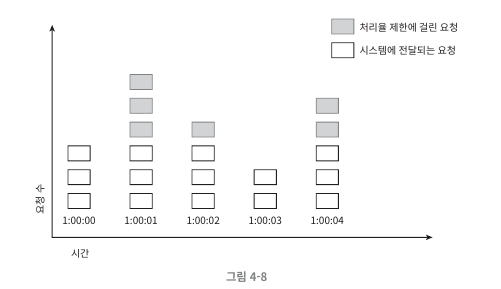 처리율 제한에 걸린 요청
시스템에 전달되는 요청
요청 수
1:00:00 1:00:01 1:00:02 1:00:03 1:00:04
시간
그림 4-8